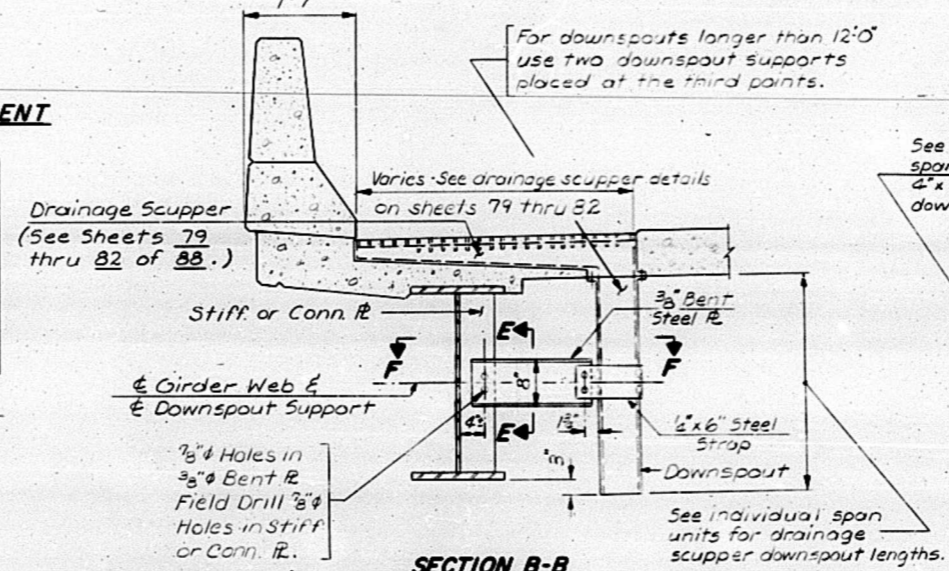 For downspouts longer than 12'-0"
use two downspout supports
placed at the third points.
ENT
See
span
4"x
down
Varies-See drainage scupper details
on sheets 79 thru 82
Drainage Scupper
(See Sheets 79
thru 82 of 88.)
3/8" Bent
Steel ℞
Stiff. or Conn. ℞
E
F
F
8"
℄ Girder Web &
℄ Downspout Support
E
1/4"x6" Steel
Strap
3"
Downspout
7/8"ϕ Holes in
3/8"ϕ Bent ℞
Field Drill 7/8"ϕ
Holes in Stiff
or Conn. ℞.
See individual span
units for drainage
scupper downspout lengths.
SECTION B-B